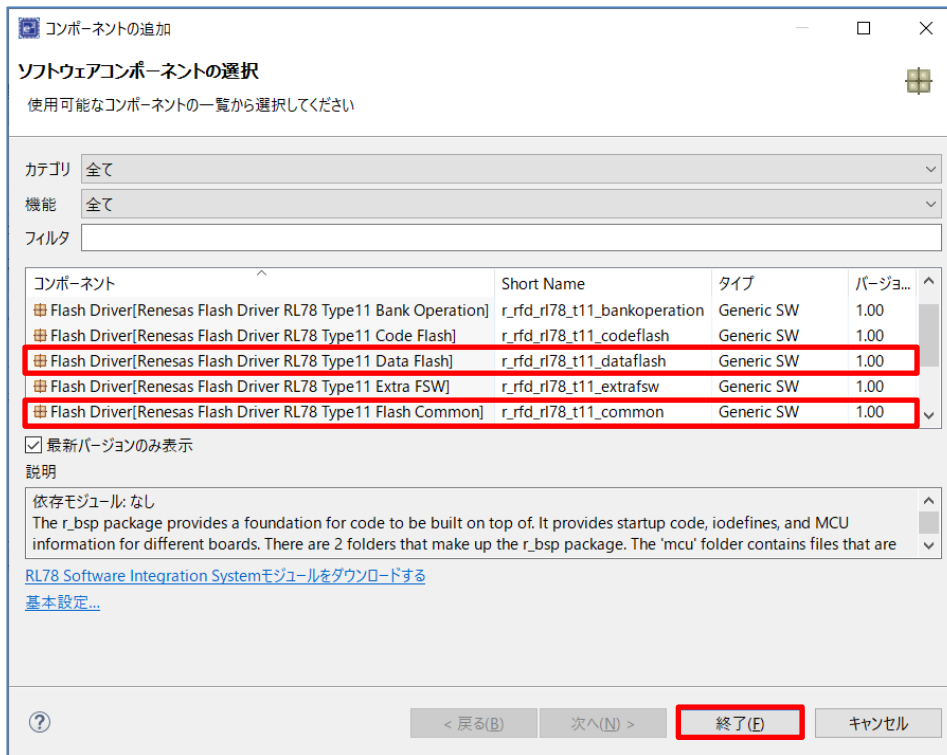 コンポーネントの追加
ソフトウェアコンポーネントの選択
使用可能なコンポーネントの一覧から選択してください
カテゴリ 全て
機能 全て
フィルタ
コンポーネント Short Name タイプ バージョ...
Flash Driver[Renesas Flash Driver RL78 Type11 Bank Operation] r_rfd_rl78_t11_bankoperation Generic SW 1.00
Flash Driver[Renesas Flash Driver RL78 Type11 Code Flash] r_rfd_rl78_t11_codeflash Generic SW 1.00
Flash Driver[Renesas Flash Driver RL78 Type11 Data Flash] r_rfd_rl78_t11_dataflash Generic SW 1.00
Flash Driver[Renesas Flash Driver RL78 Type11 Extra FSW] r_rfd_rl78_t11_extrafsw Generic SW 1.00
Flash Driver[Renesas Flash Driver RL78 Type11 Flash Common] r_rfd_rl78_t11_common Generic SW 1.00
最新バージョンのみ表示
説明
依存モジュール: なし
The r_bsp package provides a foundation for code to be built on top of. It provides startup code, iodefines, and MCU
information for different boards. There are 2 folders that make up the r_bsp package. The 'mcu' folder contains files that are
RL78 Software Integration Systemモジュールをダウンロードする
基本設定...
? < 戻る(B) 次へ(N) > 終了(F) キャンセル